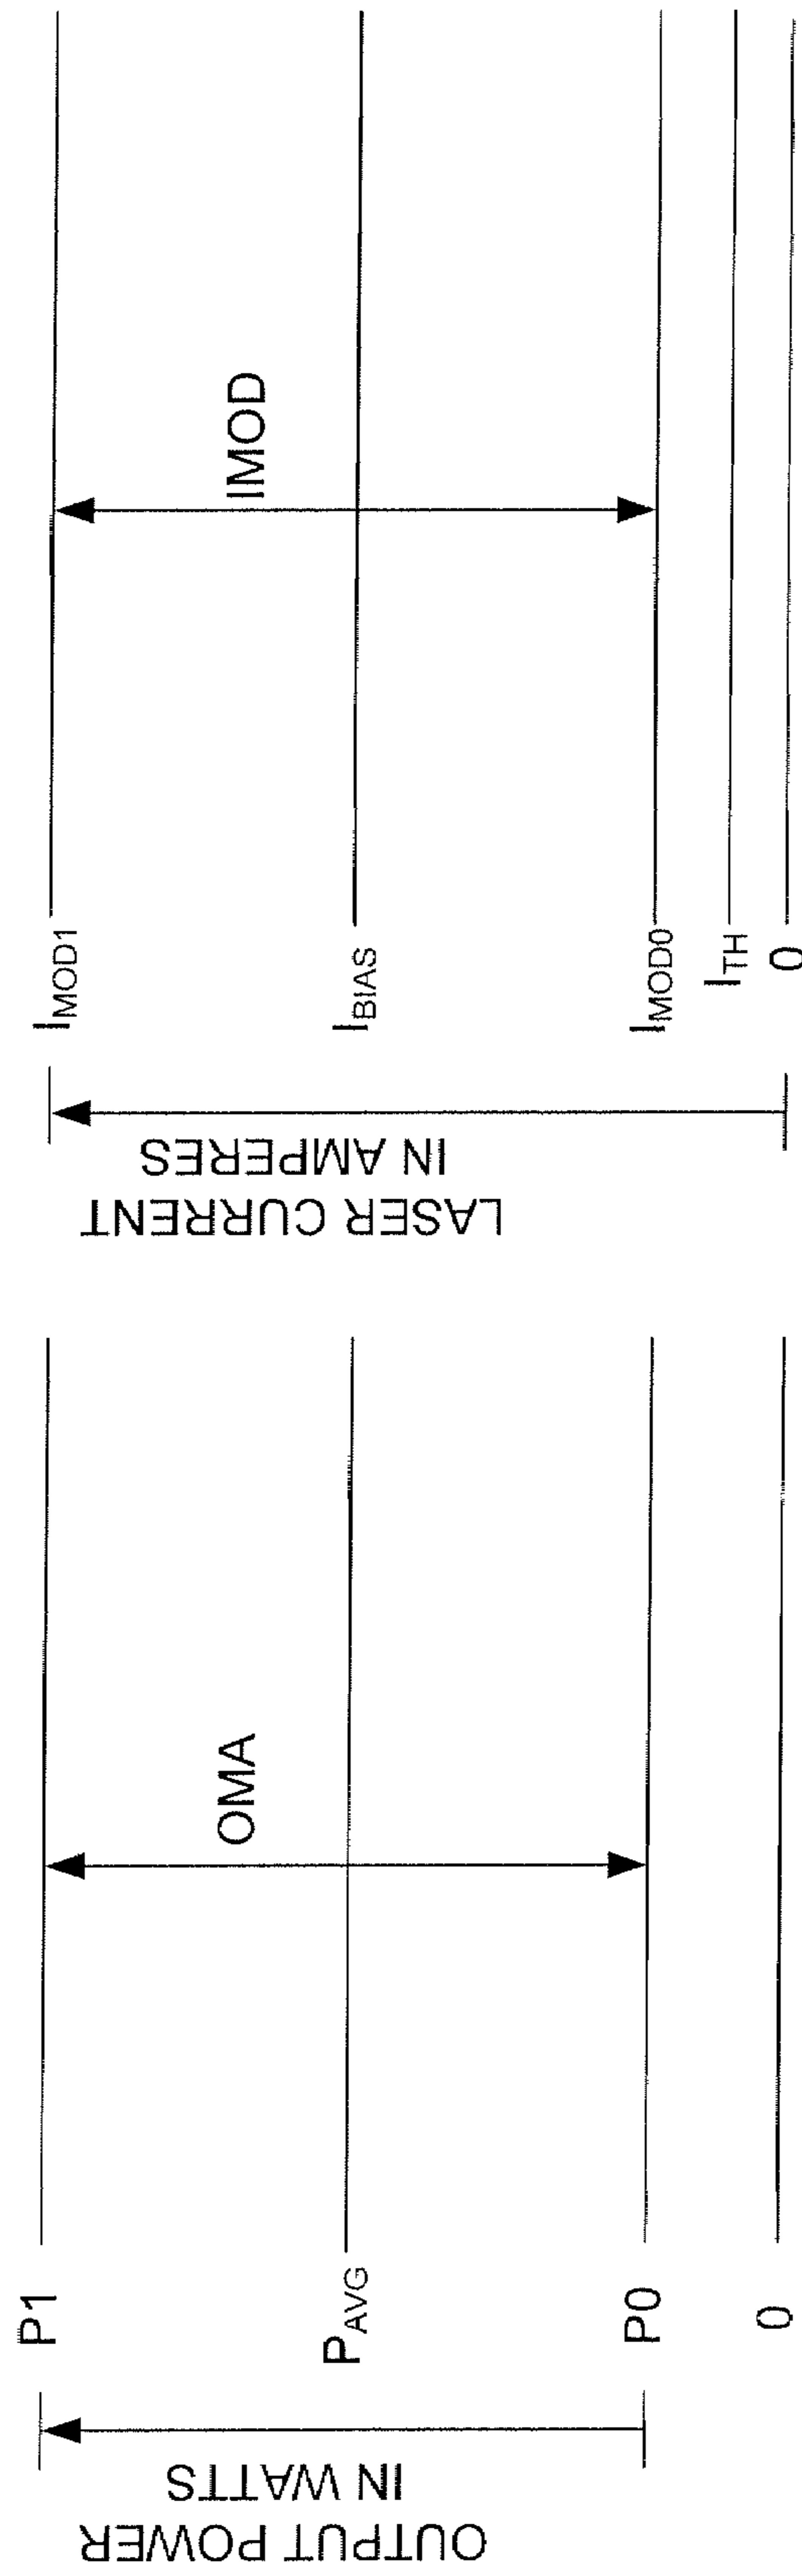 OUTPUT POWER
IN WATTS
P1
P_AVG
P0
0
OMA
LASER CURRENT
IN AMPERES
I_MOD1
I_BIAS
I_MOD0
I_TH
0
IMOD